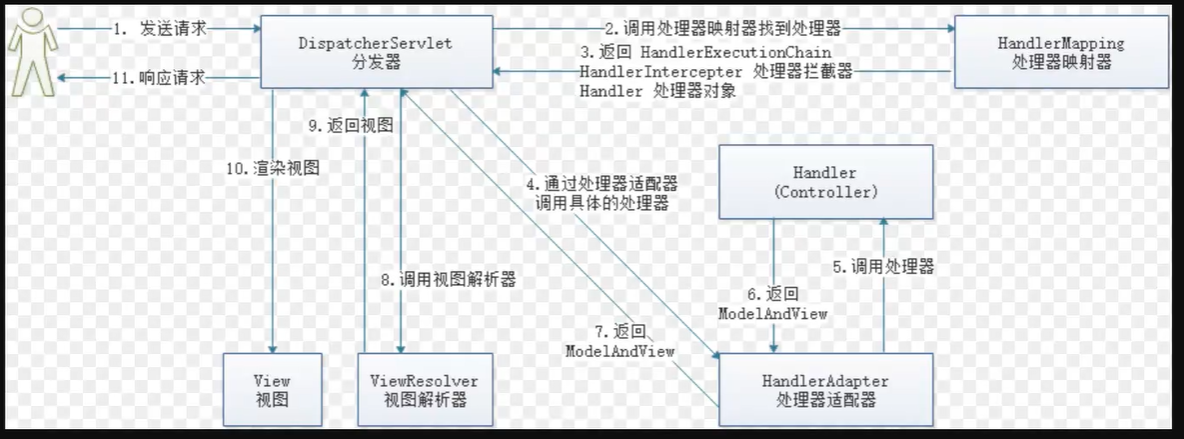 1. 发送请求
DispatcherServlet
分发器
2.调用处理器映射器找到处理器
HandlerMapping
处理器映射器
3.返回 HandlerExecutionChain
HandlerIntercepter 处理器拦截器
Handler 处理器对象
11.响应请求
9.返回视图
10.渲染视图
4.通过处理器适配器
调用具体的处理器
Handler
(Controller)
8.调用视图解析器
5.调用处理器
6.返回
ModelAndView
7.返回
ModelAndView
View
视图
ViewResolver
视图解析器
HandlerAdapter
处理器适配器